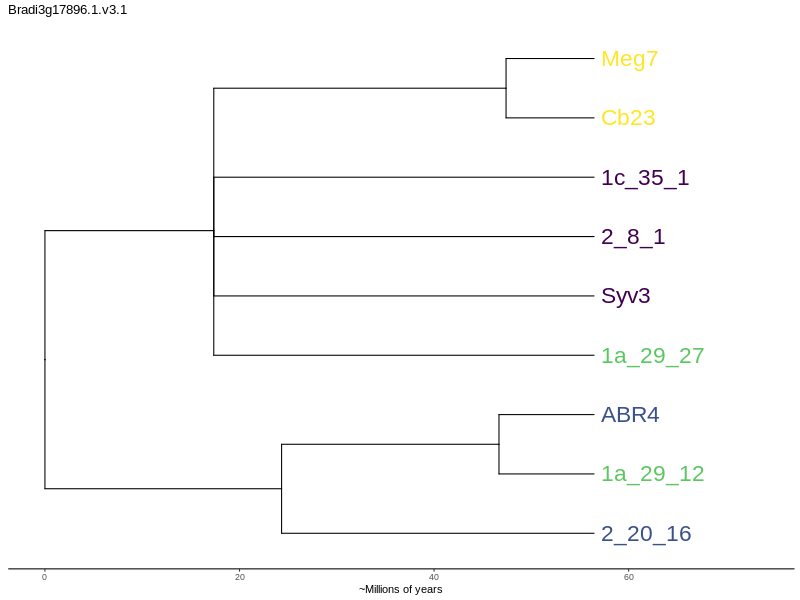 Bradi3g17896.1.v3.1
Meg7
Cb23
1c_35_1
2_8_1
Syv3
1a_29_27
ABR4
1a_29_12
2_20_16
0 20 40 60
~Millions of years